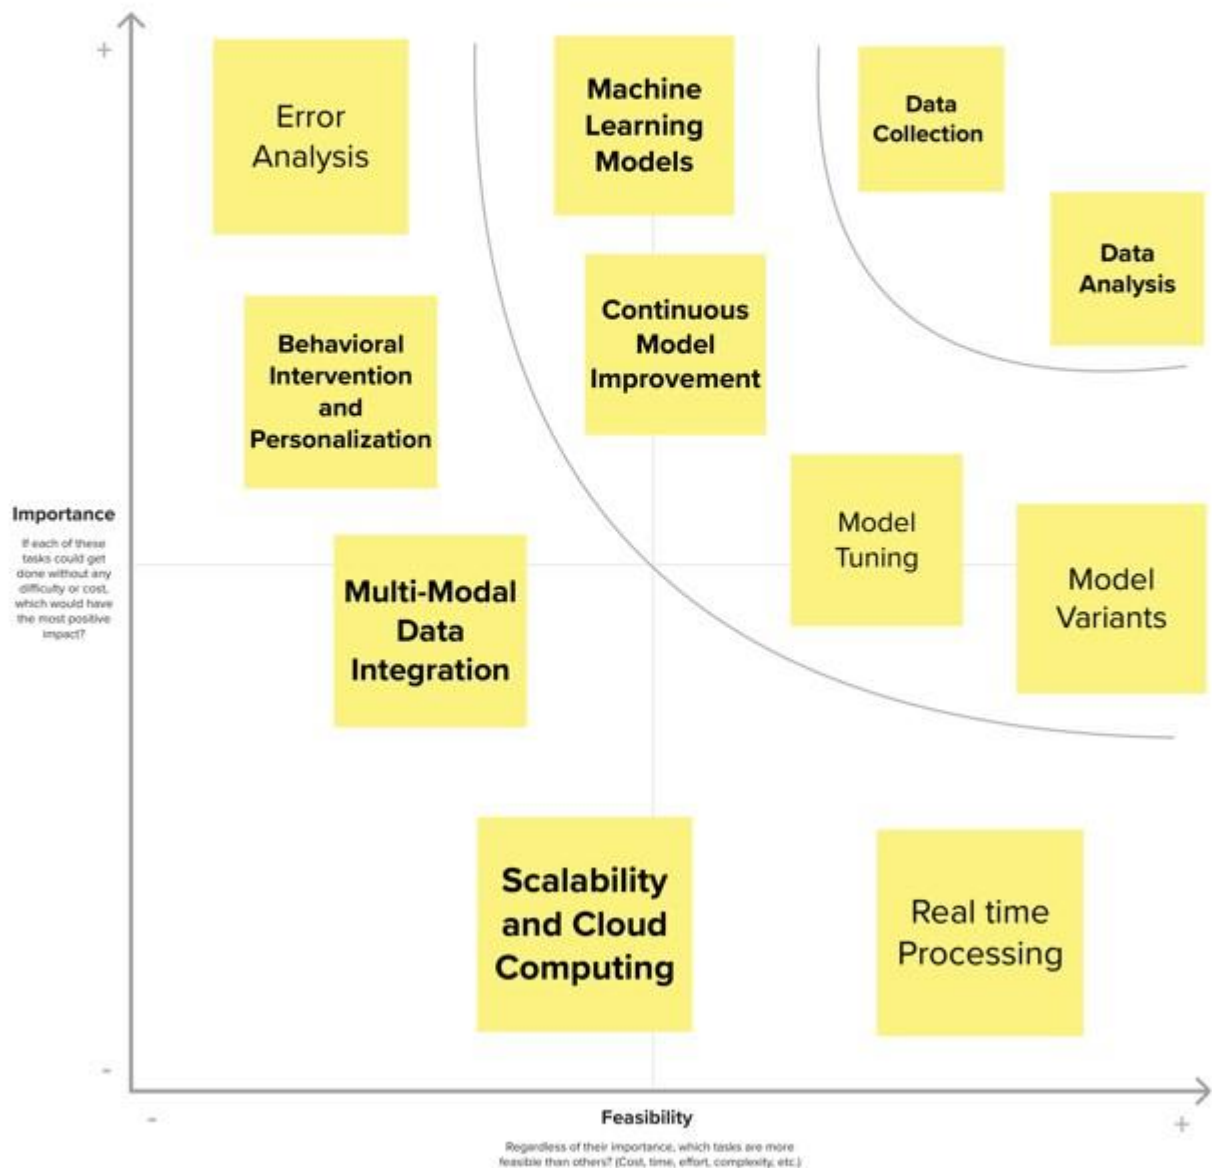 +
Error
Analysis
Machine
Learning
Models
Data
Collection
Data
Analysis
Behavioral
Intervention
and
Personalization
Continuous
Model
Improvement
Importance
If each of these
tasks could get
done without any
difficulty or cost,
which would have
the most positive
impact?
Multi-Modal
Data
Integration
Model
Tuning
Model
Variants
Scalability
and Cloud
Computing
Real time
Processing
-
-
Feasibility
+
Regardless of their importance, which tasks are more
feasible than others? (Cost, time, effort, complexity, etc.)